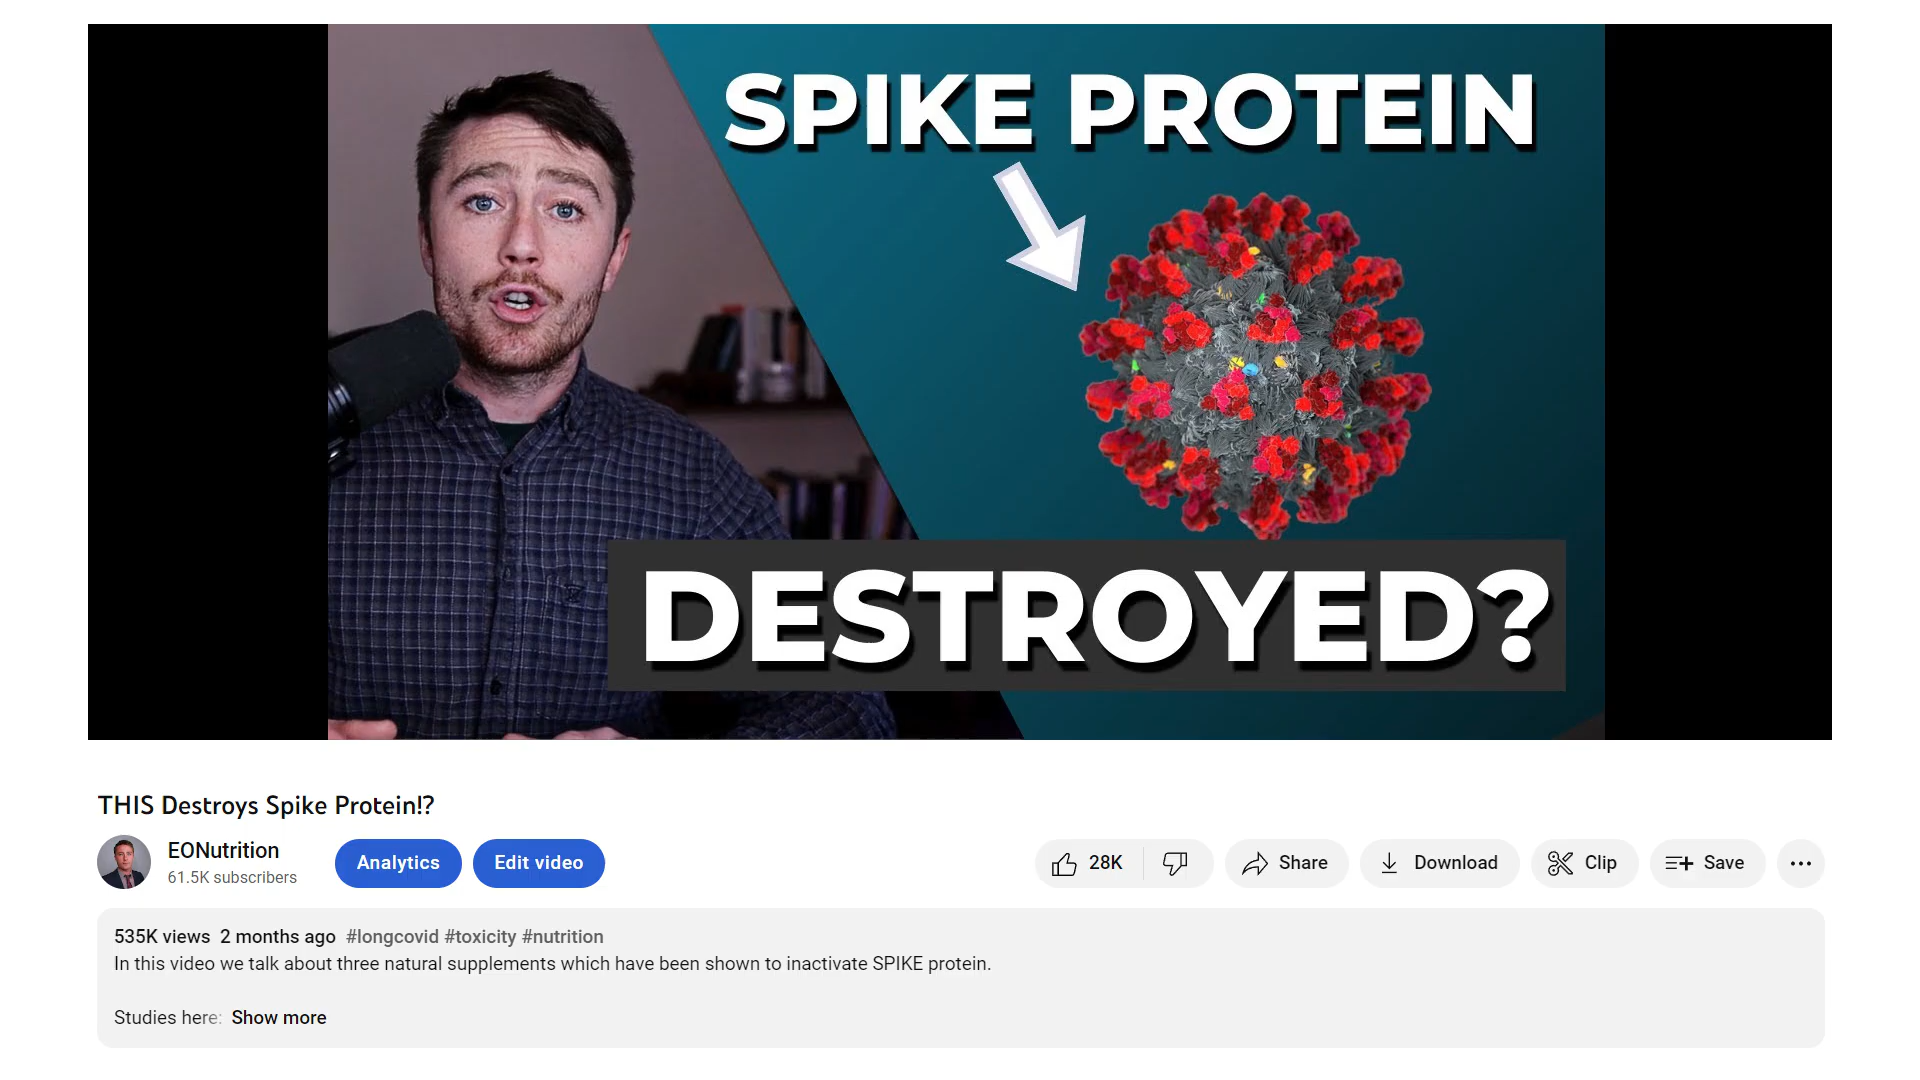 SPIKE PROTEIN
DESTROYED?
THIS Destroys Spike Protein!?
EONutrition
61.5K subscribers
Analytics
Edit video
28K
Share
Download
Clip
Save
535K views 2 months ago #longcovid #toxicity #nutrition
In this video we talk about three natural supplements which have been shown to inactivate SPIKE protein.
Studies here: Show more